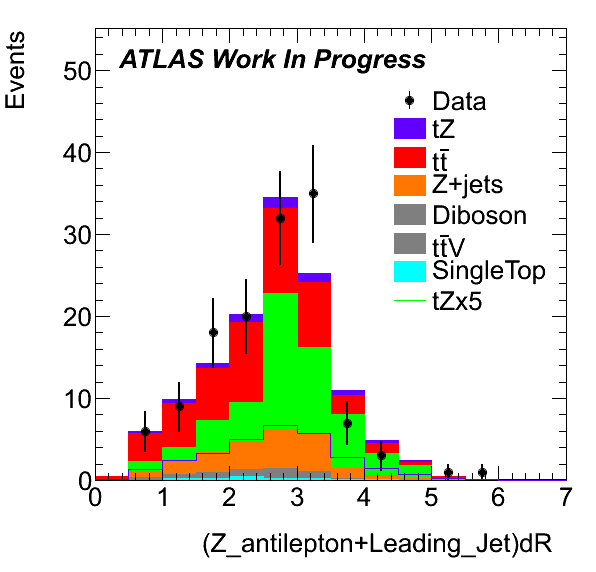 Events
ATLAS Work In Progress
Data
tZ
tt̄
Z+jets
Diboson
tt̄V
SingleTop
tZx5
50
40
30
20
10
0
0 1 2 3 4 5 6 7
(Z_antilepton+Leading_Jet)dR